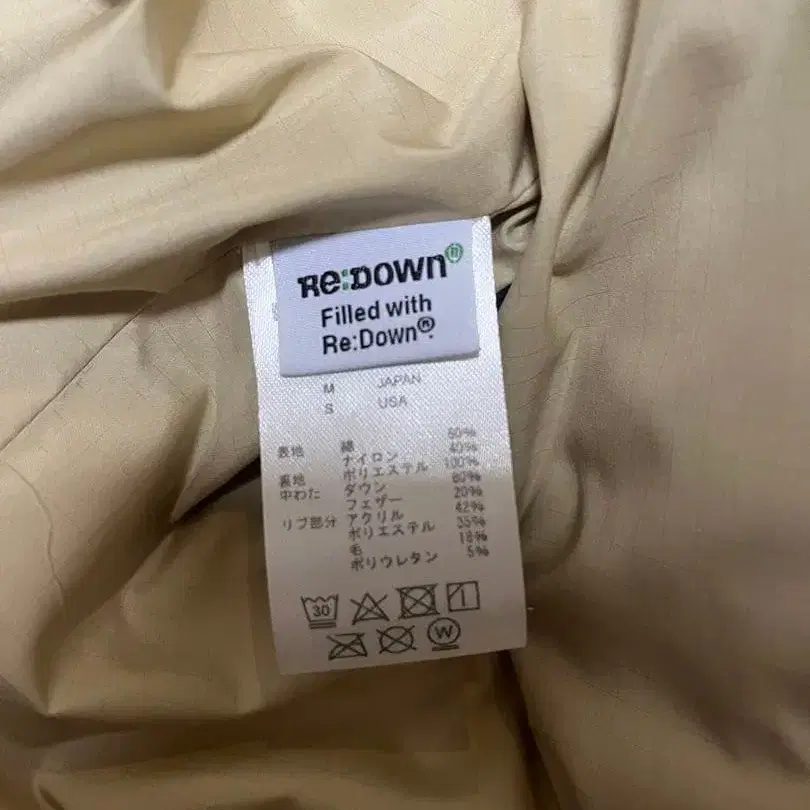 Re:Down®
Filled with
Re:Down®.
M JAPAN
S USA
表地 綿 60%
ナイロン 40%
裏地 ポリエステル 100%
中わた ダウン 80%
フェザー 20%
リブ部分 アクリル 42%
ポリエステル 35%
毛 18%
ポリウレタン 5%
30
W